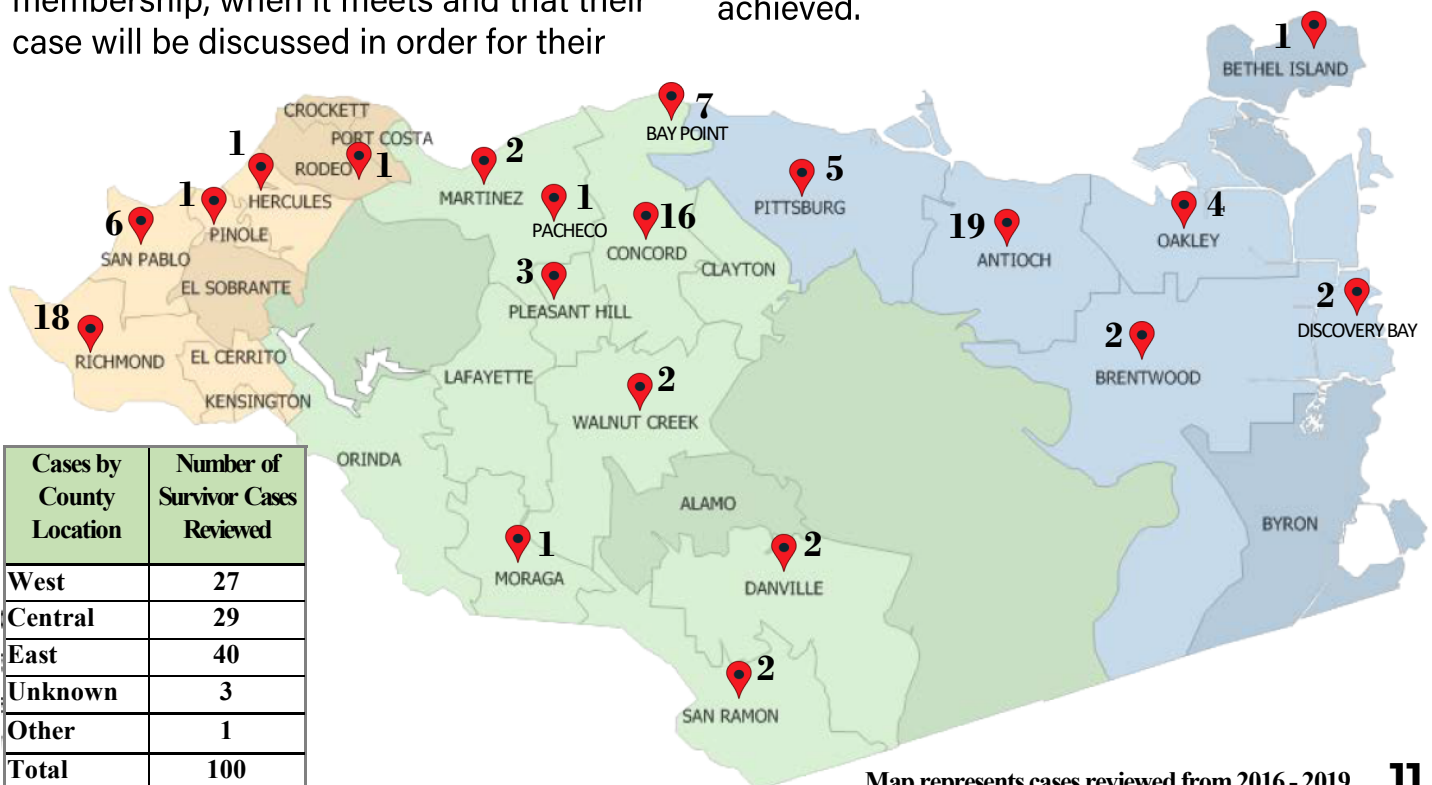 membership, when it meets and that their
case will be discussed in order for their
achieved.
1
BETHEL ISLAND
CROCKETT
PORT COSTA
7
BAY POINT
1
HERCULES
RODEO 1
2
MARTINEZ
1
PACHECO
16
CONCORD
CLAYTON
5
PITTSBURG
19
ANTIOCH
4
OAKLEY
1
PINOLE
6
SAN PABLO
EL SOBRANTE
3
PLEASANT HILL
2
DISCOVERY BAY
18
RICHMOND
EL CERRITO
KENSINGTON
LAFAYETTE
2
WALNUT CREEK
2
BRENTWOOD
ORINDA
ALAMO
BYRON
1
MORAGA
2
DANVILLE
2
SAN RAMON
Cases by County Location Number of Survivor Cases Reviewed
West 27
Central 29
East 40
Unknown 3
Other 1
Total 100
Map represents cases reviewed from 2016 - 2019
11